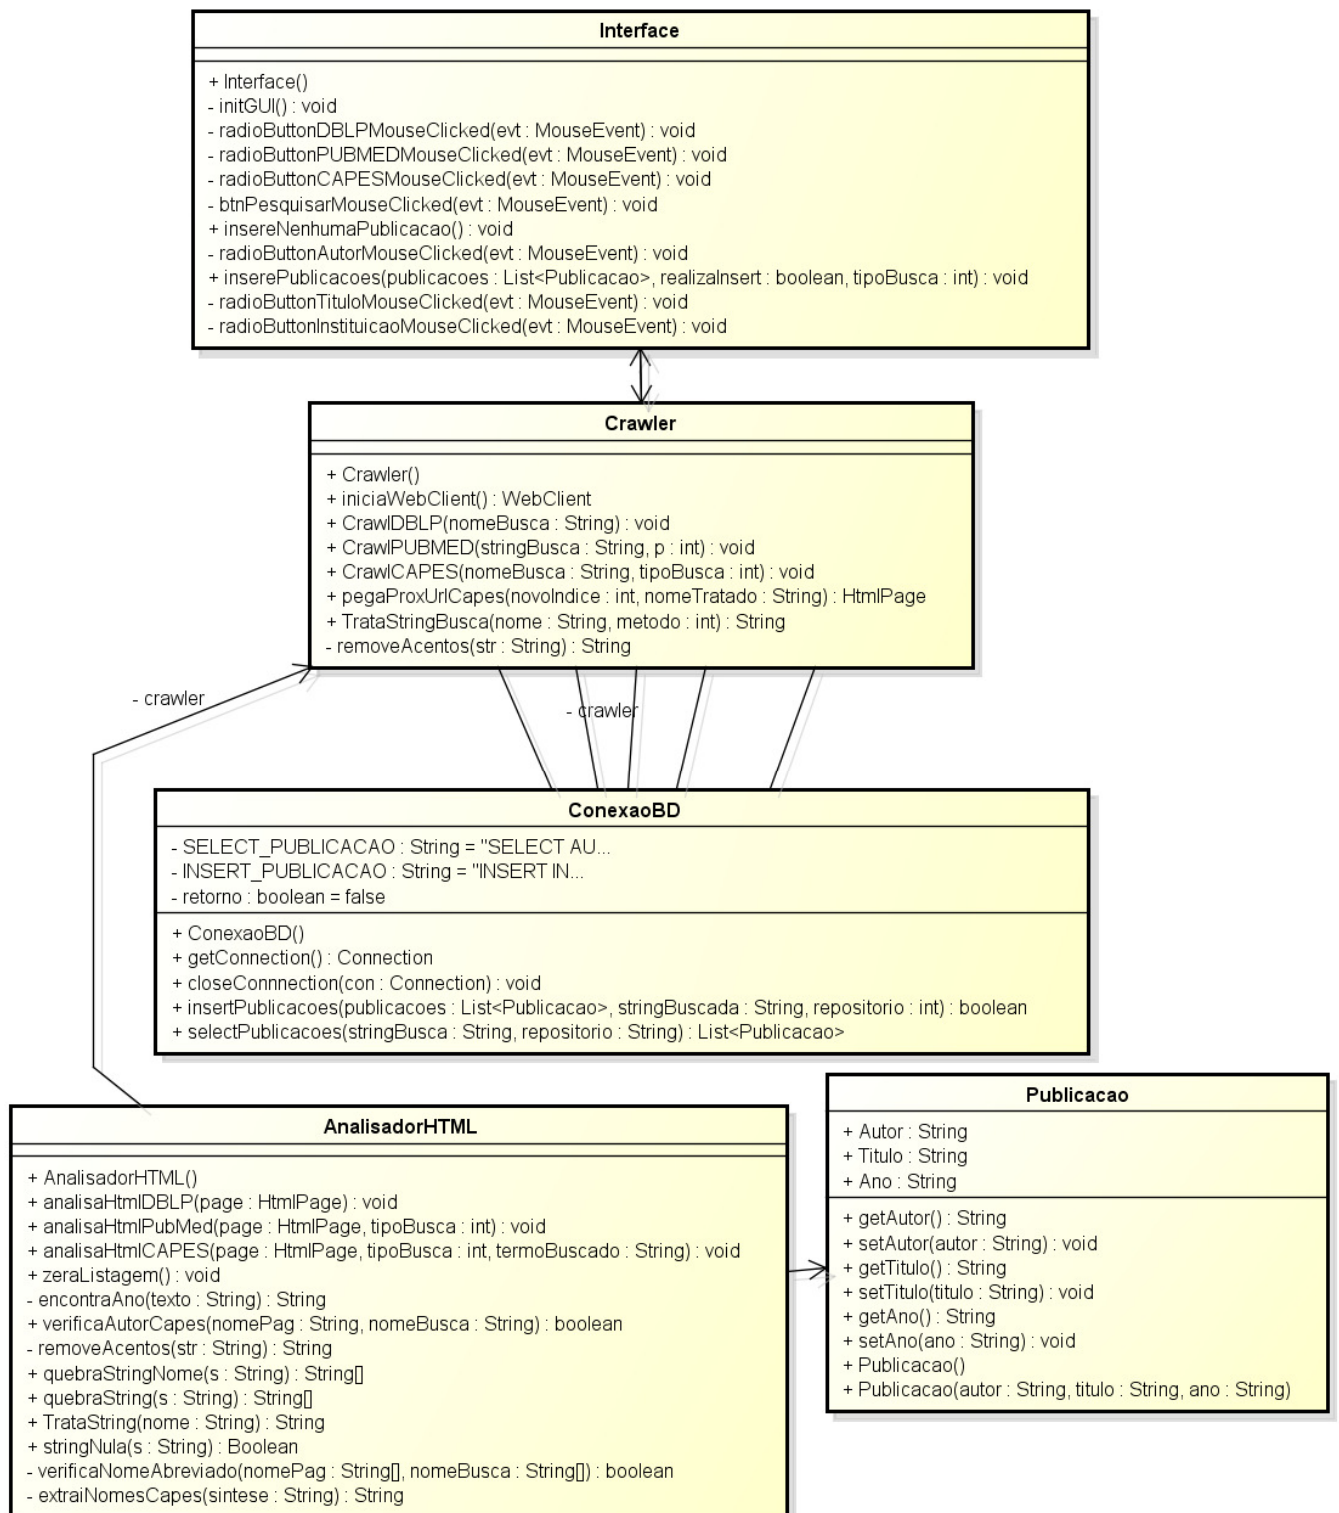 Interface
+ Interface()
- initGUI() : void
- radioButtonDBLPMouseClicked(evt : MouseEvent) : void
- radioButtonPUBMEDMouseClicked(evt : MouseEvent) : void
- radioButtonCAPESMouseClicked(evt : MouseEvent) : void
- btnPesquisarMouseClicked(evt : MouseEvent) : void
+ insereNenhumaPublicacao() : void
- radioButtonAutorMouseClicked(evt : MouseEvent) : void
+ inserePublicacoes(publicacoes : List<Publicacao>, realizaInsert : boolean, tipoBusca : int) : void
- radioButtonTituloMouseClicked(evt : MouseEvent) : void
- radioButtonInstituicaoMouseClicked(evt : MouseEvent) : void
Crawler
+ Crawler()
+ iniciaWebClient() : WebClient
+ CrawlDBLP(nomeBusca : String) : void
+ CrawlPUBMED(stringBusca : String, p : int) : void
+ CrawlCAPES(nomeBusca : String, tipoBusca : int) : void
+ pegaProxUrlCapes(novoIndice : int, nomeTratado : String) : HtmlPage
+ TrataStringBusca(nome : String, metodo : int) : String
- removeAcentos(str : String) : String
- crawler
- crawler
ConexaoBD
- SELECT_PUBLICACAO : String = "SELECT AU...
- INSERT_PUBLICACAO : String = "INSERT IN...
- retorno : boolean = false
+ ConexaoBD()
+ getConnection() : Connection
+ closeConnnection(con : Connection) : void
+ insertPublicacoes(publicacoes : List<Publicacao>, stringBuscada : String, repositorio : int) : boolean
+ selectPublicacoes(stringBusca : String, repositorio : String) : List<Publicacao>
AnalisadorHTML
+ AnalisadorHTML()
+ analisaHtmlDBLP(page : HtmlPage) : void
+ analisaHtmlPubMed(page : HtmlPage, tipoBusca : int) : void
+ analisaHtmlCAPES(page : HtmlPage, tipoBusca : int, termoBuscado : String) : void
+ zeraListagem() : void
- encontraAno(texto : String) : String
+ verificaAutorCapes(nomePag : String, nomeBusca : String) : boolean
- removeAcentos(str : String) : String
+ quebraStringNome(s : String) : String[]
+ quebraString(s : String) : String[]
+ TrataString(nome : String) : String
+ stringNula(s : String) : Boolean
- verificaNomeAbreviado(nomePag : String[], nomeBusca : String[]) : boolean
- extraiNomesCapes(sintese : String) : String
Publicacao
+ Autor : String
+ Titulo : String
+ Ano : String
+ getAutor() : String
+ setAutor(autor : String) : void
+ getTitulo() : String
+ setTitulo(titulo : String) : void
+ getAno() : String
+ setAno(ano : String) : void
+ Publicacao()
+ Publicacao(autor : String, titulo : String, ano : String)